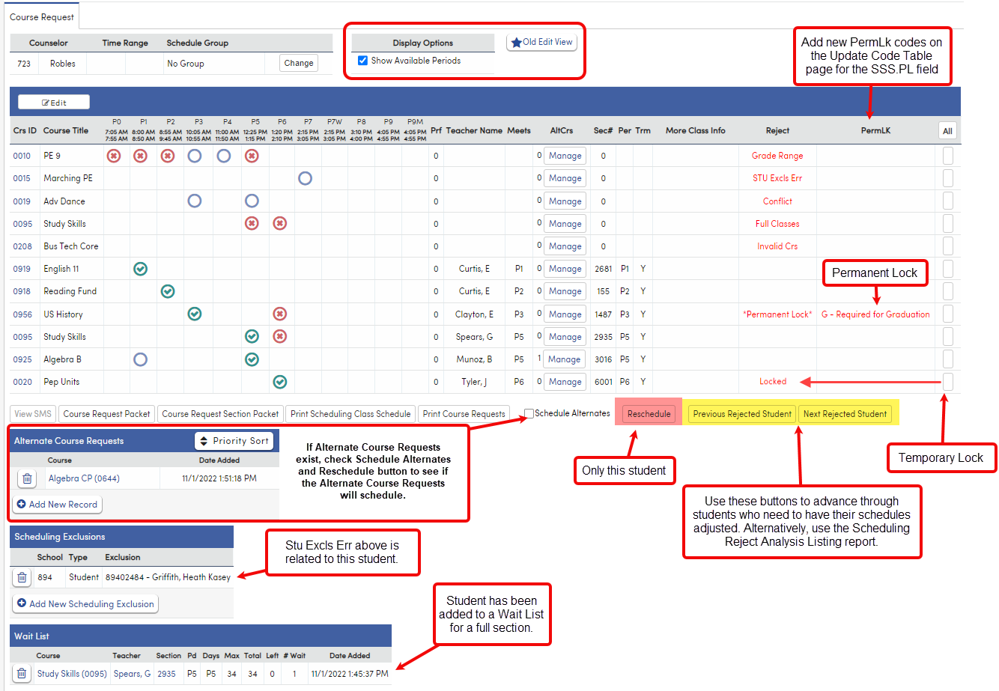 Course Request
Counselor Time Range Schedule Group
723 Robles No Group Change
Display Options
Show Available Periods
Old Edit View
Add new PermLk codes on
the Update Code Table
page for the SSS.PL field
Edit
P0 P1 P2 P3 P4 P5 P6 P7 P7W P8 P9 P9M
7:05 AM 8:00 AM 8:55 AM 10:05 AM 11:00 AM 12:25 PM 1:20 PM 2:15 PM 2:15 PM 3:10 PM 4:05 PM 4:05 PM
7:55 AM 8:50 AM 9:45 AM 10:55 AM 11:50 AM 1:15 PM 2:10 PM 3:05 PM 3:05 PM 4:00 PM 4:55 PM 4:55 PM
Crs ID Course Title Prf Teacher Name Meets AltCrs Sec# Per Trm More Class Info Reject PermLK All
0010 PE 9 0 0 Manage 0 Grade Range
0015 Marching PE 0 0 Manage 0 STU Excls Err
0019 Adv Dance 0 0 Manage 0 Conflict
0095 Study Skills 0 0 Manage 0 Full Classes
0208 Bus Tech Core 0 0 Manage 0 Invalid Crs
0919 English 11 0 Curtis, E P1 0 Manage 2681 P1 Y
Permanent Lock
0918 Reading Fund 0 Curtis, E P2 0 Manage 155 P2 Y
0956 US History 0 Clayton, E P3 0 Manage 1487 P3 Y *Permanent Lock* G - Required for Graduation
0095 Study Skills 0 Spears, G P5 0 Manage 2935 P5 Y
0925 Algebra B 0 Munoz, B P5 1 Manage 3016 P5 Y
0020 Pep Units 0 Tyler, J P6 0 Manage 6001 P6 Y Locked
View SMS Course Request Packet Course Request Section Packet Print Scheduling Class Schedule Print Course Requests Schedule Alternates Reschedule Previous Rejected Student Next Rejected Student
Alternate Course Requests Priority Sort
Course Date Added
Algebra CP (0644) 11/1/2022 1:51:18 PM
Add New Record
If Alternate Course Requests
exist, check Schedule Alternates
and Reschedule button to see if
the Alternate Course Requests
will schedule.
Only this student
Temporary Lock
Use these buttons to advance through
students who need to have their schedules
adjusted. Alternatively, use the Scheduling
Reject Analysis Listing report.
Scheduling Exclusions
School Type Exclusion
894 Student 89402484 - Griffith, Heath Kasey
Add New Scheduling Exclusion
Stu Excls Err above is
related to this student.
Student has been
added to a Wait List
for a full section.
Wait List
Course Teacher Section Pd Days Max Total Left # Wait Date Added
Study Skills (0095) Spears, G 2935 P5 P5 34 34 0 1 11/1/2022 1:45:37 PM